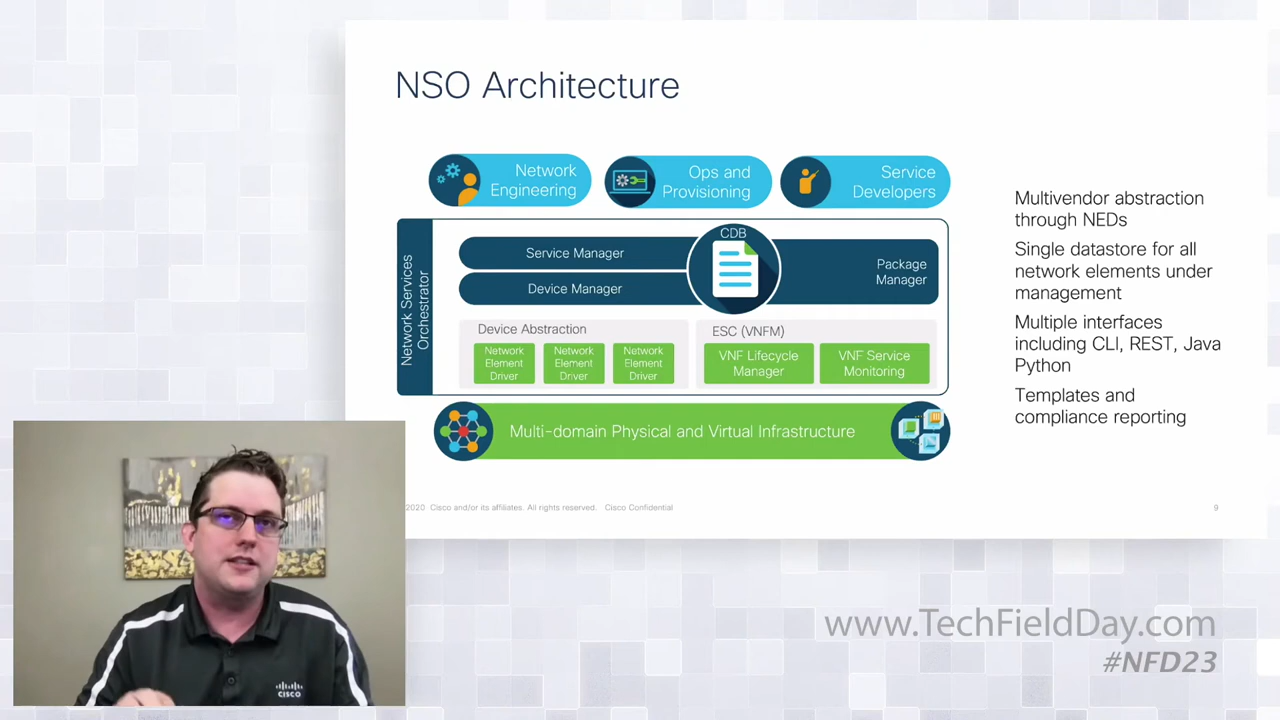 NSO Architecture
Network
Engineering
Ops and
Provisioning
Service
Developers
Network Services
Orchestrator
CDB
Service Manager
Device Manager
Package
Manager
Device Abstraction
Network
Element
Driver
Network
Element
Driver
Network
Element
Driver
ESC (VNFM)
VNF Lifecycle
Manager
VNF Service
Monitoring
Multi-domain Physical and Virtual Infrastructure
Multivendor abstraction
through NEDs
Single datastore for all
network elements under
management
Multiple interfaces
including CLI, REST, Java
Python
Templates and
compliance reporting
2020 Cisco and/or its affiliates. All rights reserved. Cisco Confidential
9
CISCO
www.TechFieldDay.com
#NFD23